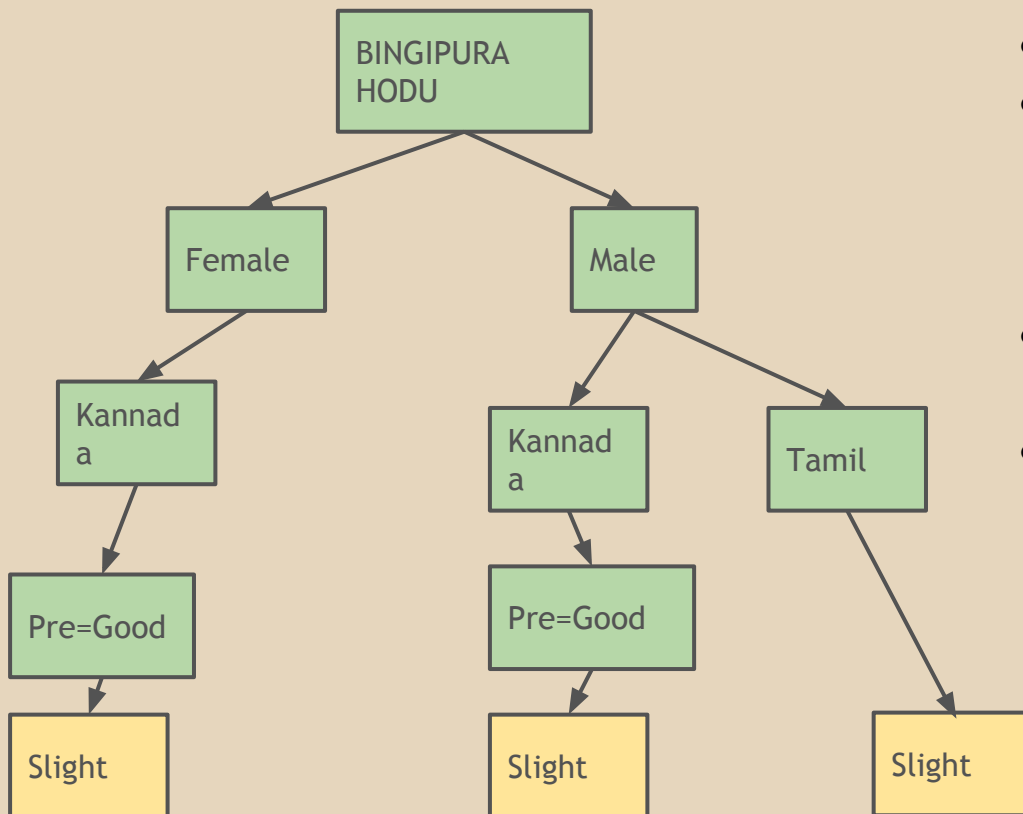 BINGIPURA
HODU
Female
Male
Kannad
a
Kannad
a
Tamil
Pre=Good
Pre=Good
Slight
Slight
Slight